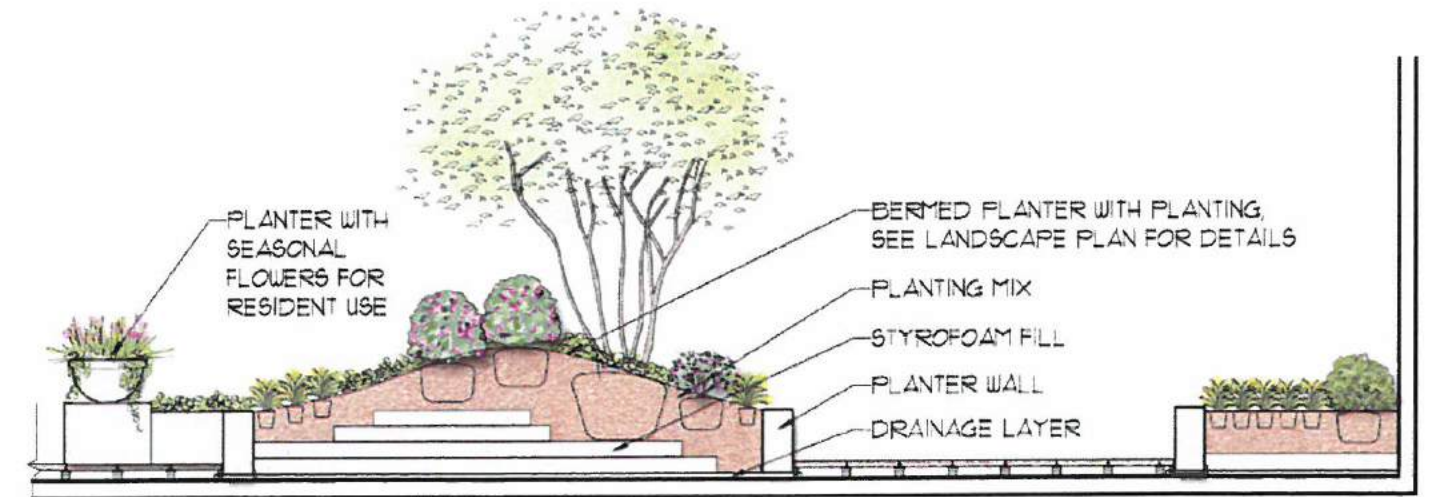 PLANTER WITH
SEASONAL
FLOWERS FOR
RESIDENT USE
BERMED PLANTER WITH PLANTING,
SEE LANDSCAPE PLAN FOR DETAILS
PLANTING MIX
STYROFOAM FILL
PLANTER WALL
DRAINAGE LAYER